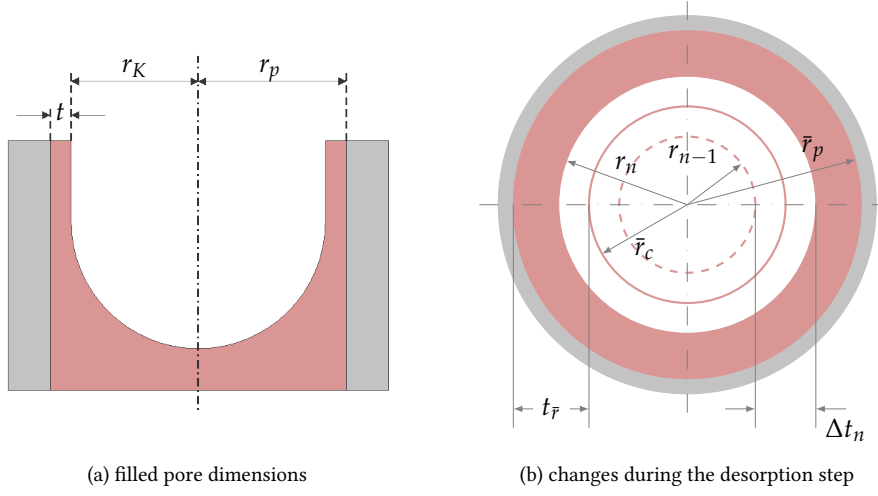 r_K r_p
t
(a) filled pore dimensions
r̄_p
r_n r_{n−1}
r̄_c
t_r̄
Δt_n
(b) changes during the desorption step